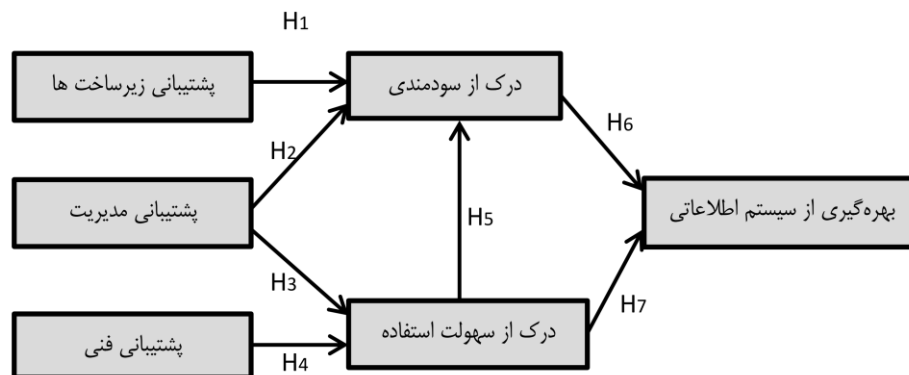 H1
پشتیبانی زیرساخت ها
درک از سودمندی
H2
H6
پشتیبانی مدیریت
H5
بهره‌گیری از سیستم اطلاعاتی
H3
H7
پشتیبانی فنی
H4
درک از سهولت استفاده